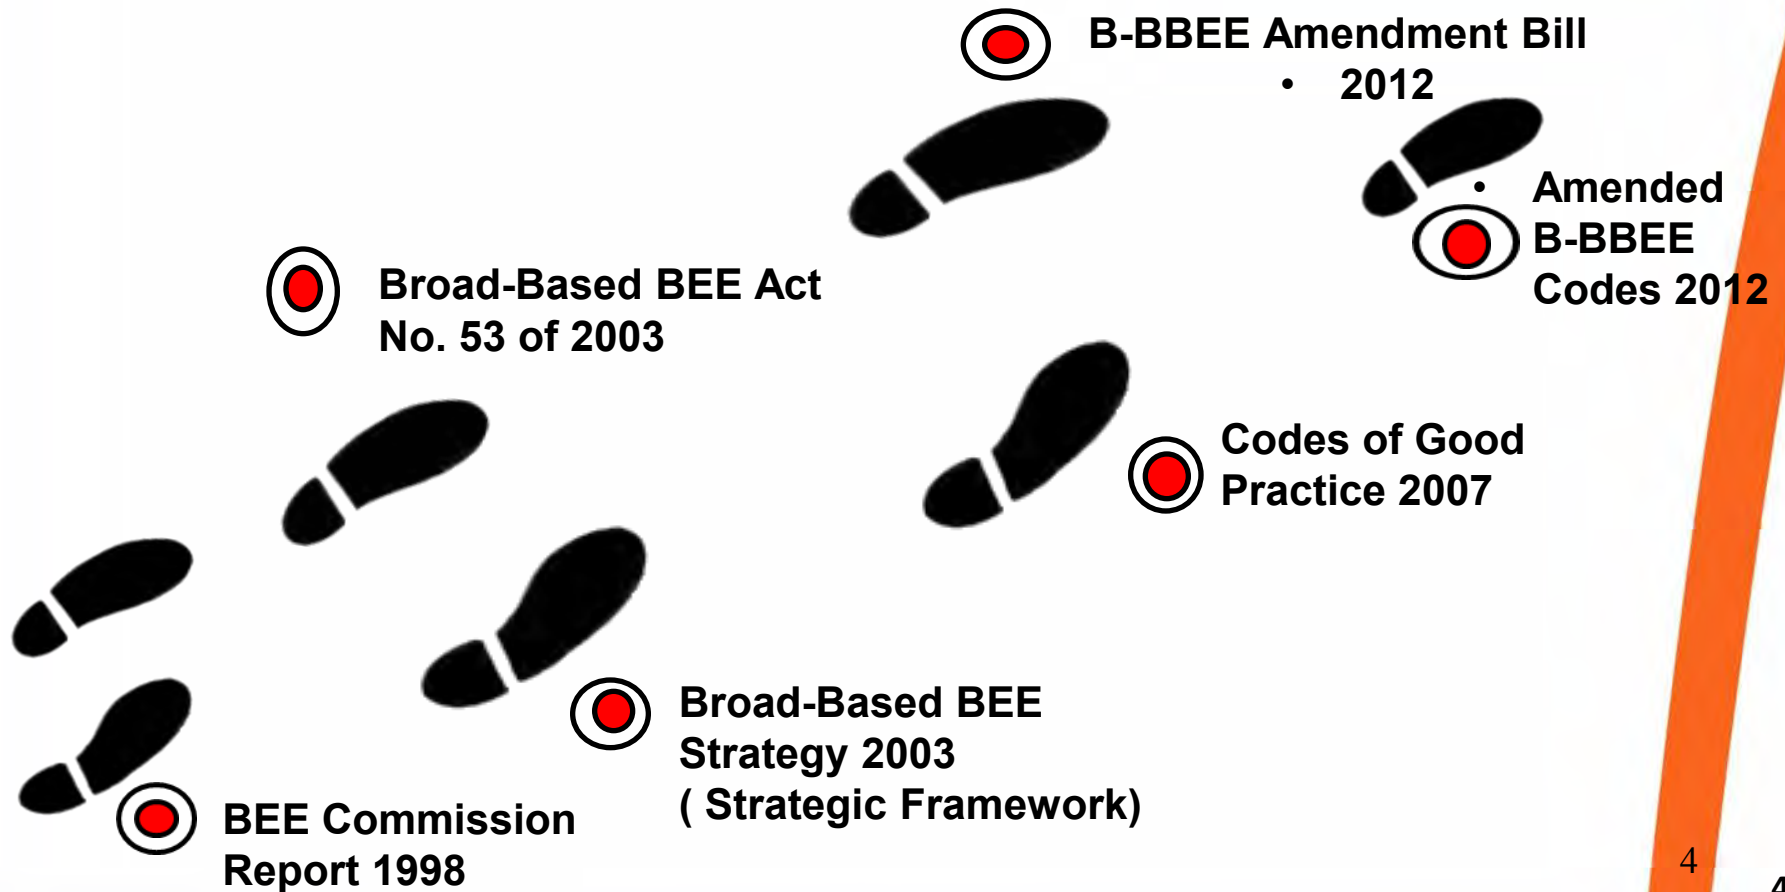 B-BBEE Amendment Bill
• 2012
• Amended
B-BBEE
Codes 2012
Broad-Based BEE Act
No. 53 of 2003
Codes of Good
Practice 2007
Broad-Based BEE
Strategy 2003
( Strategic Framework)
BEE Commission
Report 1998
4
4